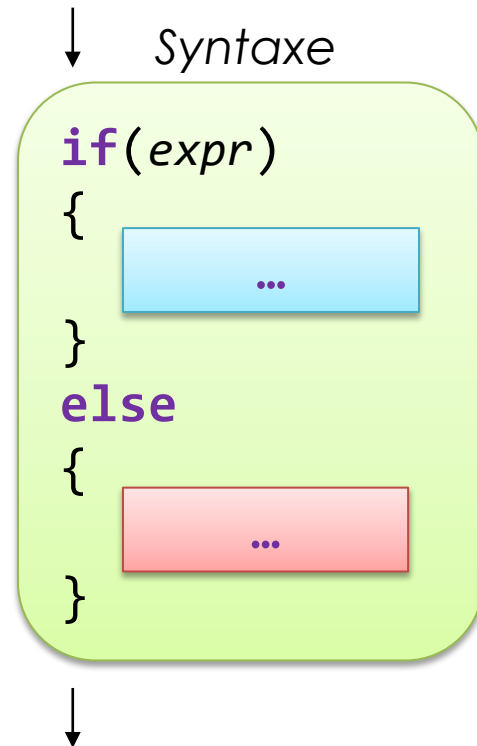 Syntaxe
if(expr)
{
…
}
else
{
…
}